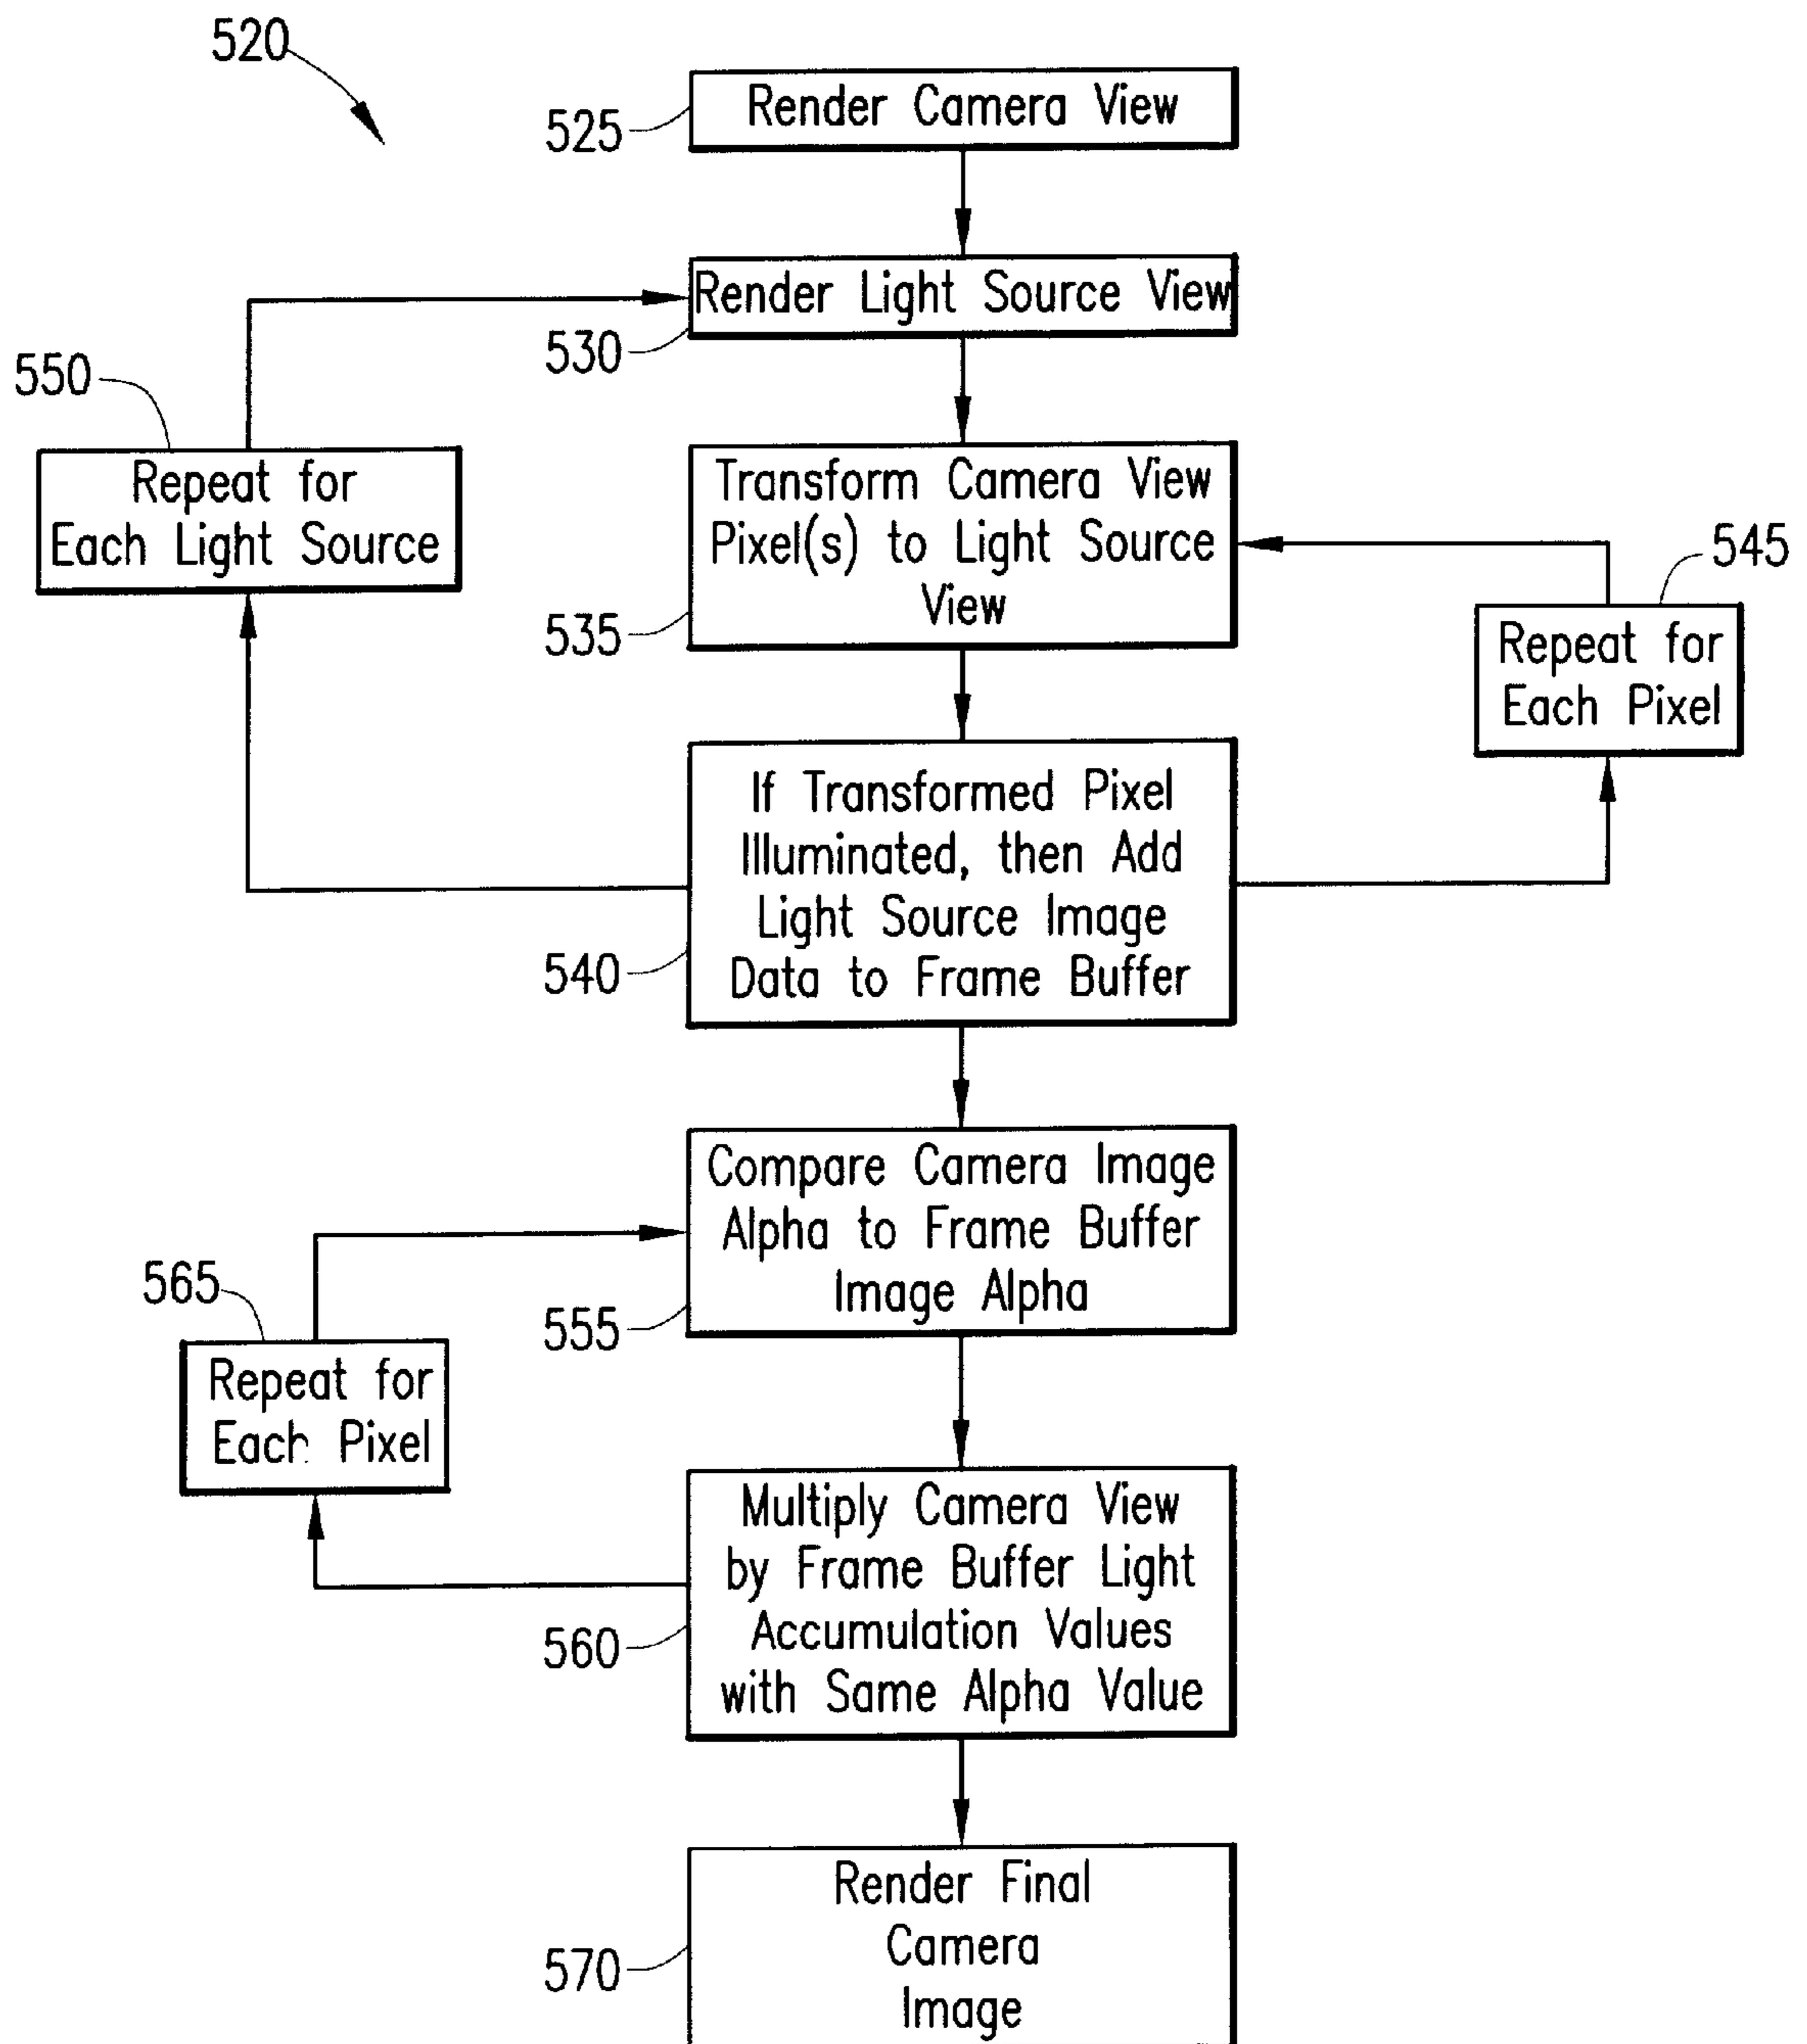 520
Render Camera View
525
Render Light Source View
530
550
Repeat for
Each Light Source
Transform Camera View
Pixel(s) to Light Source
View
535
545
Repeat for
Each Pixel
If Transformed Pixel
Illuminated, then Add
Light Source Image
Data to Frame Buffer
540
Compare Camera Image
Alpha to Frame Buffer
Image Alpha
555
565
Repeat for
Each Pixel
Multiply Camera View
by Frame Buffer Light
Accumulation Values
with Same Alpha Value
560
Render Final
Camera
Image
570